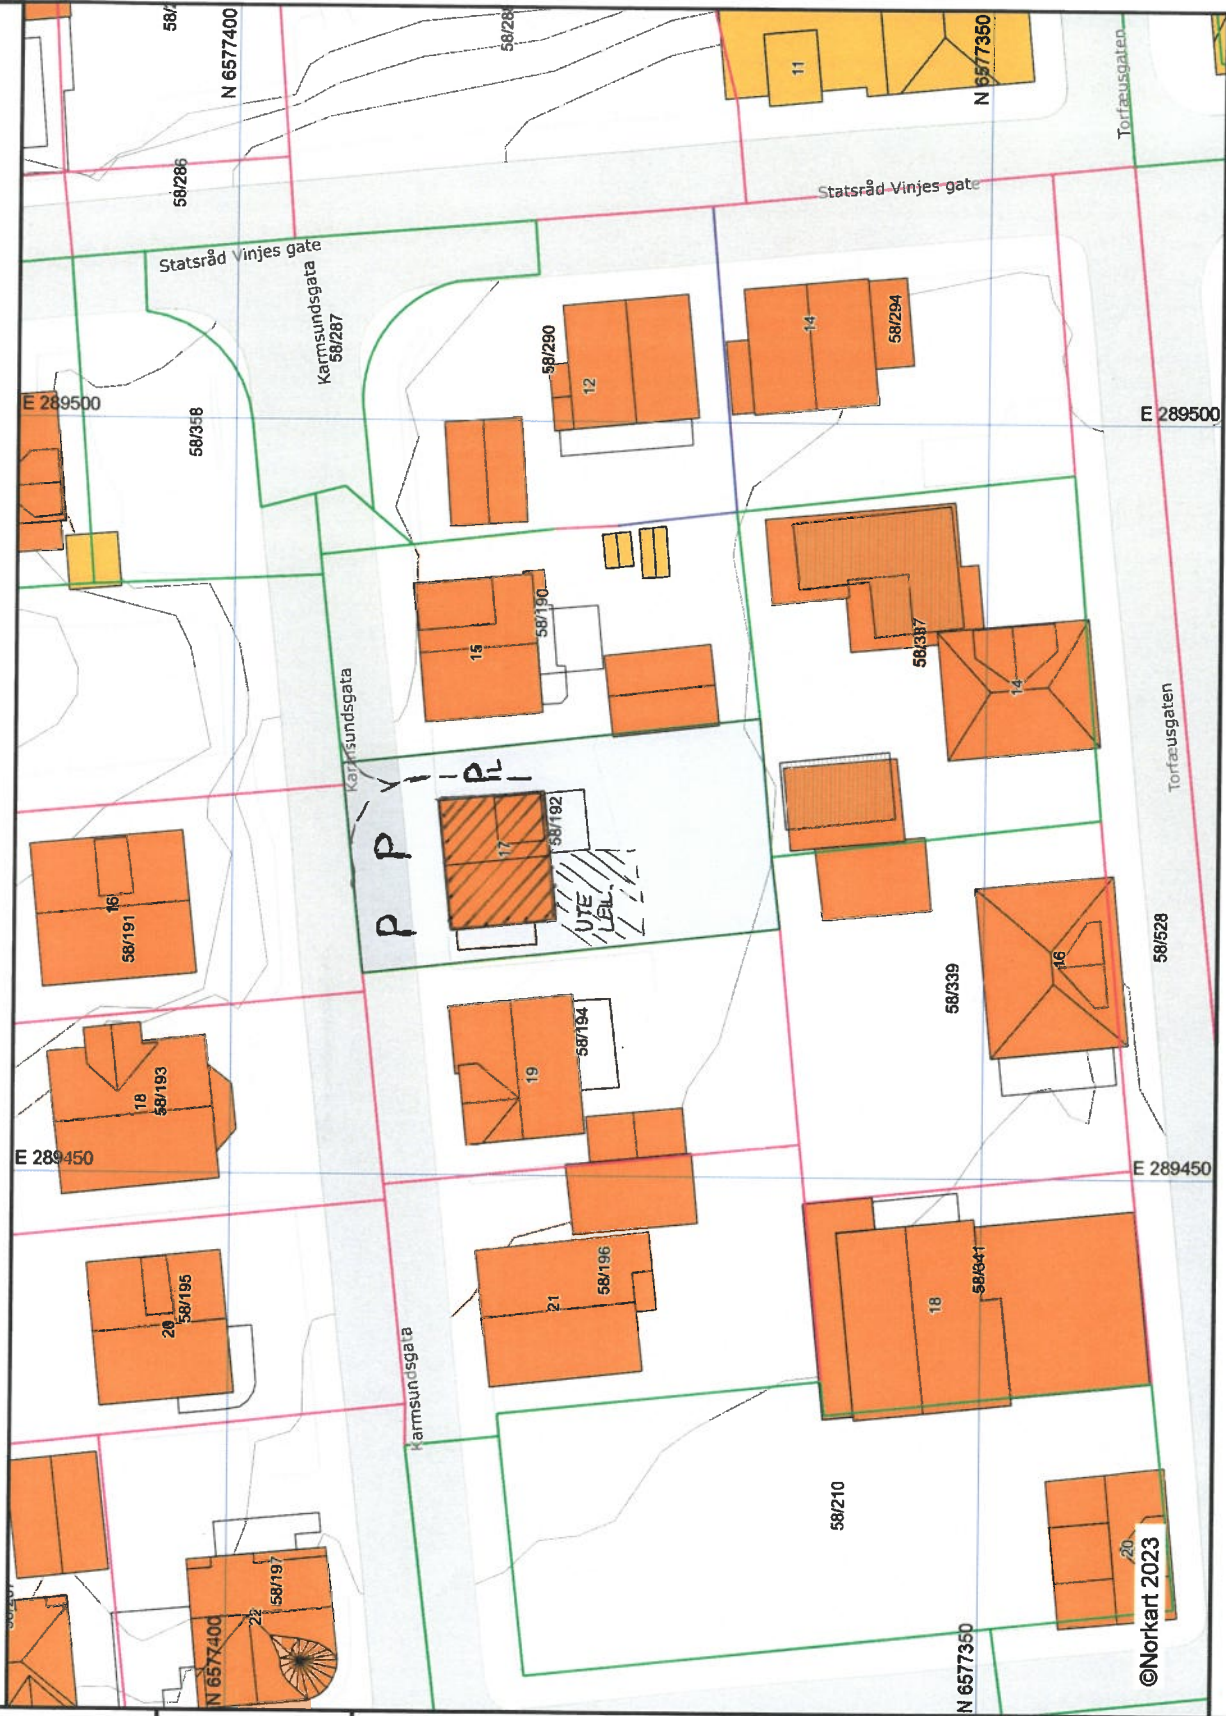 58/28
N 6577400
11
N 6577350
Torfæusgaten
58/286
Statsråd Vinjes gate
Statsråd Vinjes gate
Karmsundsgata
58/287
58/290
12
14
58/294
E 289500
58/358
E 289500
58/190
15
58/387
14
Karmsundsgata
Torfæusgaten
P
P
P
17
58/192
UTE
16
58/191
16
58/339
58/528
58/194
19
18
58/193
E 289450
E 289450
58/196
21
58/341
18
20
58/195
Karmsundsgata
58/210
58/197
22
20
N 6577400
N 6577350
©Norkart 2023